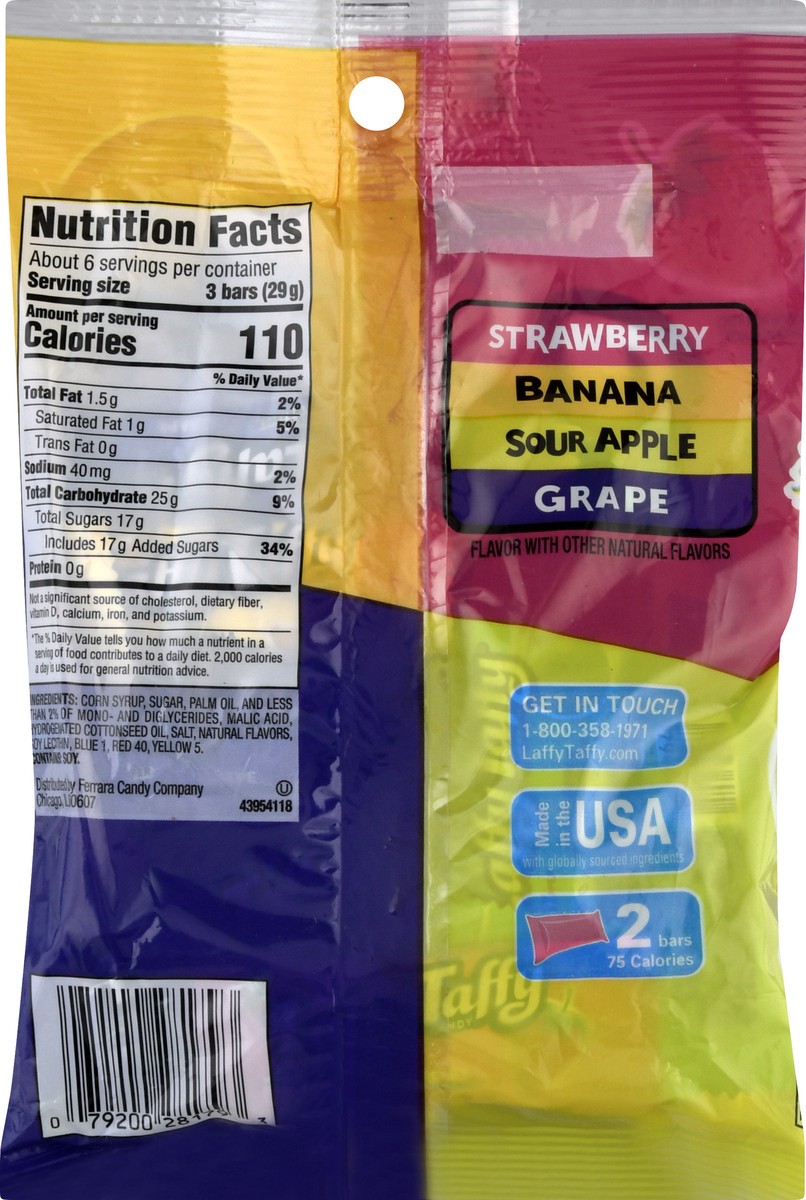 Nutrition Facts
About 6 servings per container
Serving size 3 bars (29g)
Amount per serving
Calories 110
% Daily Value*
Total Fat 1.5g 2%
Saturated Fat 1g 5%
Trans Fat 0g
Sodium 40mg 2%
Total Carbohydrate 25g 9%
Total Sugars 17g
Includes 17g Added Sugars 34%
Protein 0g
Not a significant source of cholesterol, dietary fiber,
vitamin D, calcium, iron, and potassium.
*The % Daily Value tells you how much a nutrient in a
serving of food contributes to a daily diet. 2,000 calories
a day is used for general nutrition advice.
INGREDIENTS: CORN SYRUP, SUGAR, PALM OIL, AND LESS
THAN 2% OF MONO- AND DIGLYCERIDES, MALIC ACID,
HYDROGENATED COTTONSEED OIL, SALT, NATURAL FLAVORS,
SOY LECITHIN, BLUE 1, RED 40, YELLOW 5.
CONTAINS SOY.
Distributed by Ferrara Candy Company
Chicago, 60607
U
43954118
0 79200
STRAWBERRY
BANANA
SOUR APPLE
GRAPE
FLAVOR WITH OTHER NATURAL FLAVORS
GET IN TOUCH
1-800-358-1971
LaffyTaffy.com
Made
in the
USA
with globally sourced ingredients
2 bars
75 Calories
Taffy